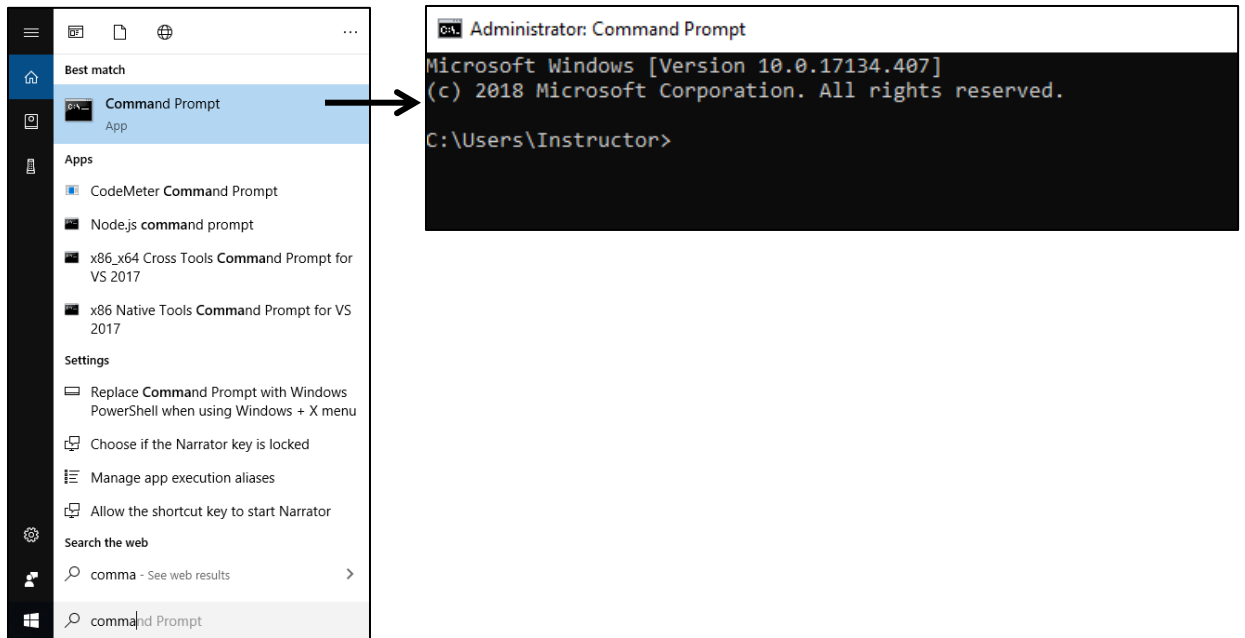 Best match
Command Prompt
App
Apps
CodeMeter Command Prompt
Node.js command prompt
x86_x64 Cross Tools Command Prompt for
VS 2017
x86 Native Tools Command Prompt for VS
2017
Settings
Replace Command Prompt with Windows
PowerShell when using Windows + X menu
Choose if the Narrator key is locked
Manage app execution aliases
Allow the shortcut key to start Narrator
Search the web
comma - See web results
command Prompt
Administrator: Command Prompt
Microsoft Windows [Version 10.0.17134.407]
(c) 2018 Microsoft Corporation. All rights reserved.
C:\Users\Instructor>